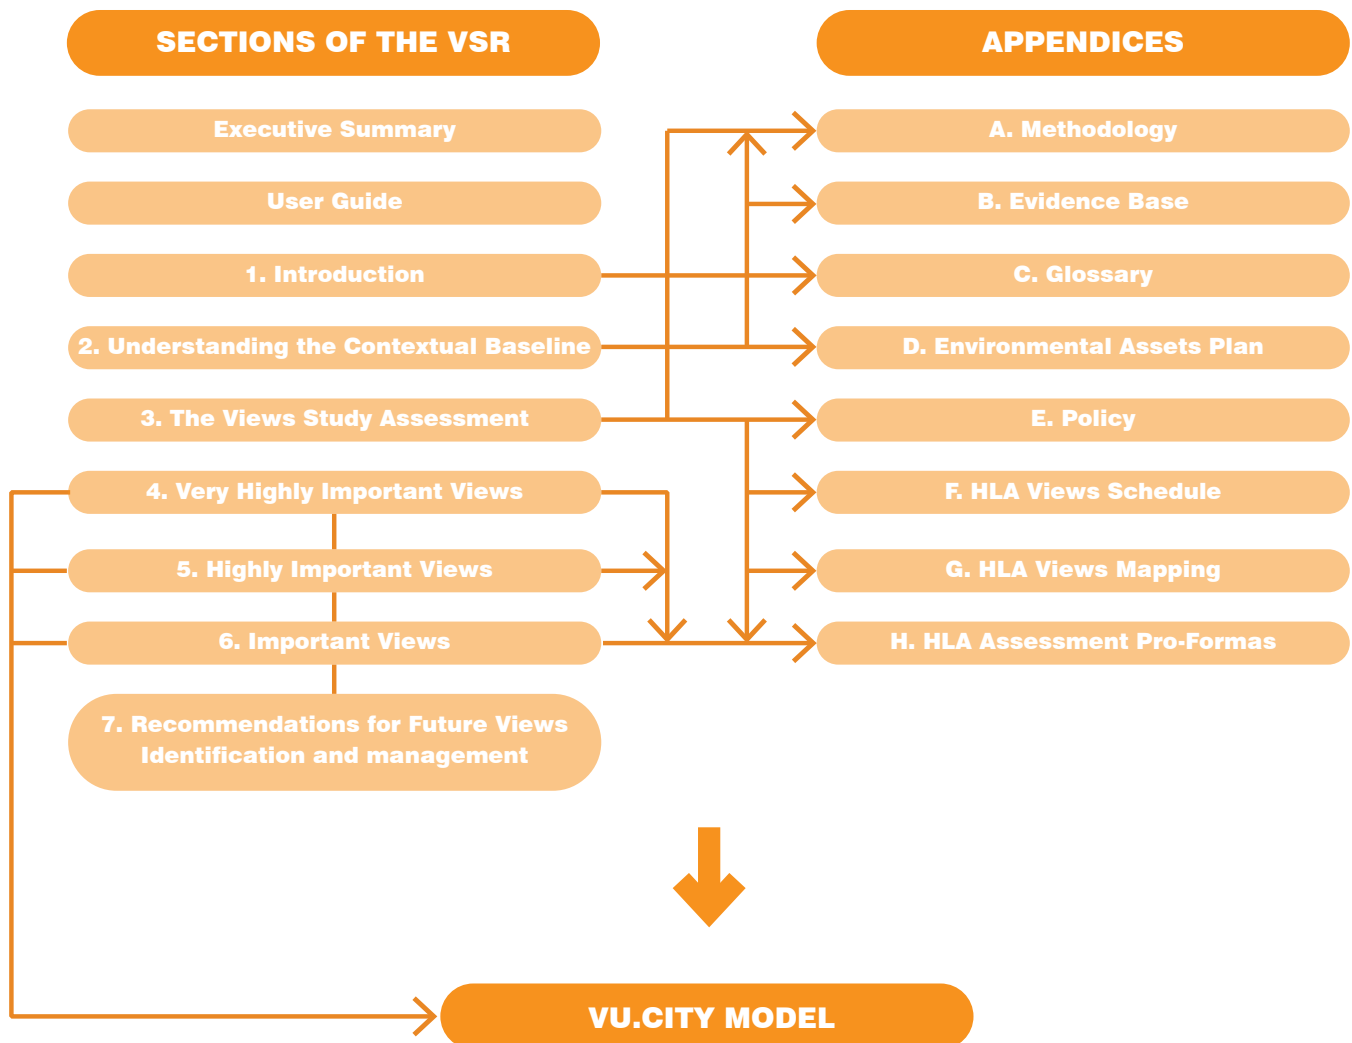 SECTIONS OF THE VSR
Executive Summary
User Guide
1. Introduction
2. Understanding the Contextual Baseline
3. The Views Study Assessment
4. Very Highly Important Views
5. Highly Important Views
6. Important Views
7. Recommendations for Future Views
Identification and management
APPENDICES
A. Methodology
B. Evidence Base
C. Glossary
D. Environmental Assets Plan
E. Policy
F. HLA Views Schedule
G. HLA Views Mapping
H. HLA Assessment Pro-Formas
VU.CITY MODEL